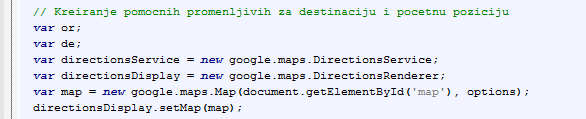 // Kreiranje pomocnih promenljivih za destinaciju i pocetnu poziciju
var or;
var de;
var directionsService = new google.maps.DirectionsService;
var directionsDisplay = new google.maps.DirectionsRenderer;
var map = new google.maps.Map(document.getElementById('map'), options);
directionsDisplay.setMap(map);